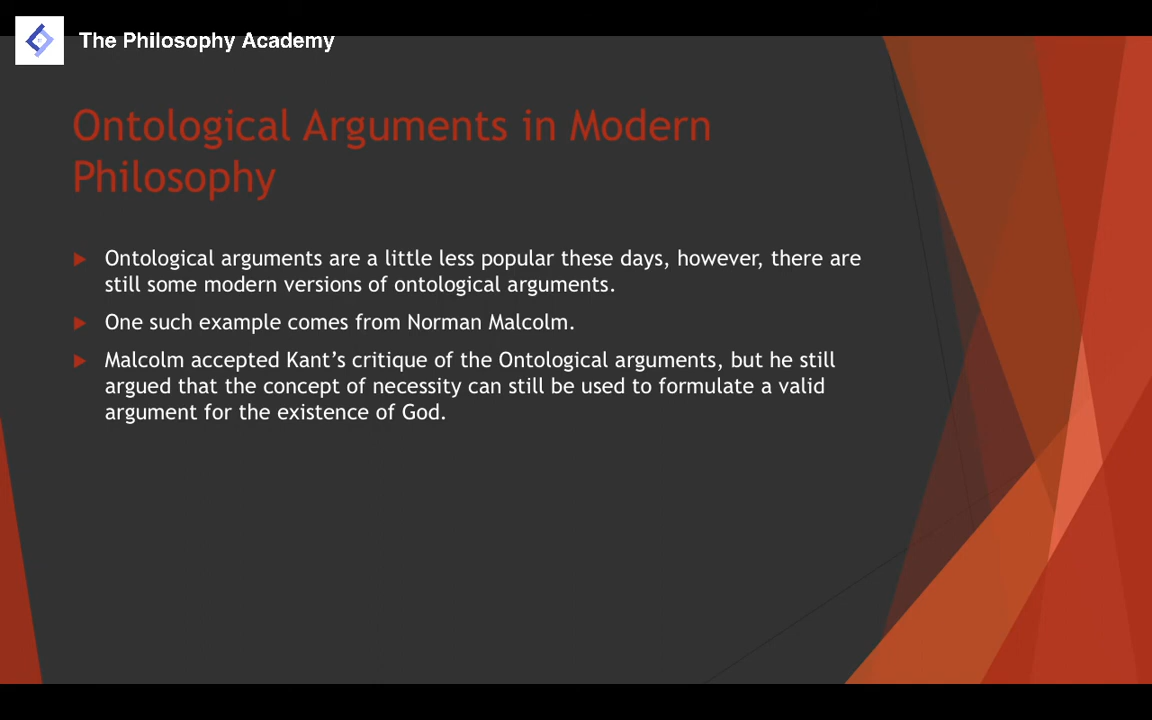 The Philosophy Academy
Ontological Arguments in Modern
Philosophy
Ontological arguments are a little less popular these days, however, there are
still some modern versions of ontological arguments.
One such example comes from Norman Malcolm.
Malcolm accepted Kant’s critique of the Ontological arguments, but he still
argued that the concept of necessity can still be used to formulate a valid
argument for the existence of God.